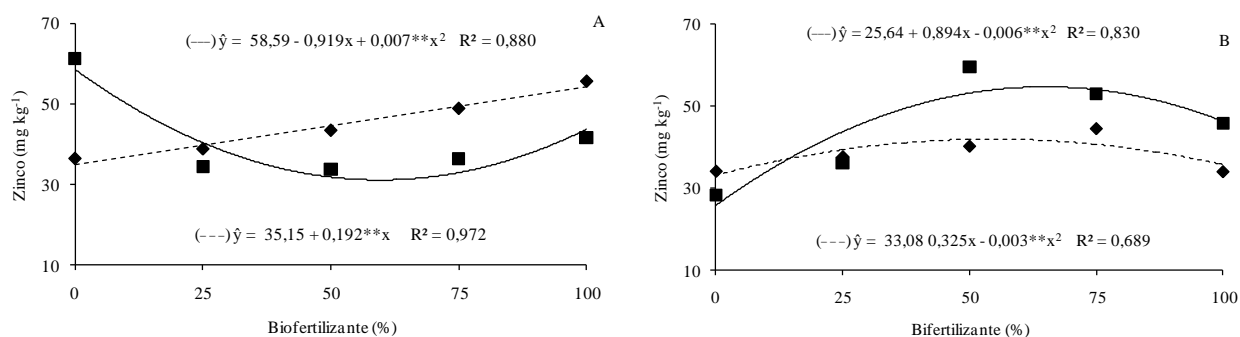 A
(—) ŷ = 58,59 - 0,919x + 0,007**x² R² = 0,880
(---) ŷ = 35,15 + 0,192**x R² = 0,972
Zinco (mg kg⁻¹)
70
50
30
10
0 25 50 75 100
Biofertilizante (%)
B
(—) ŷ = 25,64 + 0,894x - 0,006**x² R² = 0,830
(---) ŷ = 33,08 0,325x - 0,003**x² R² = 0,689
Zinco (mg kg⁻¹)
70
50
30
10
0 25 50 75 100
Bifertilizante (%)